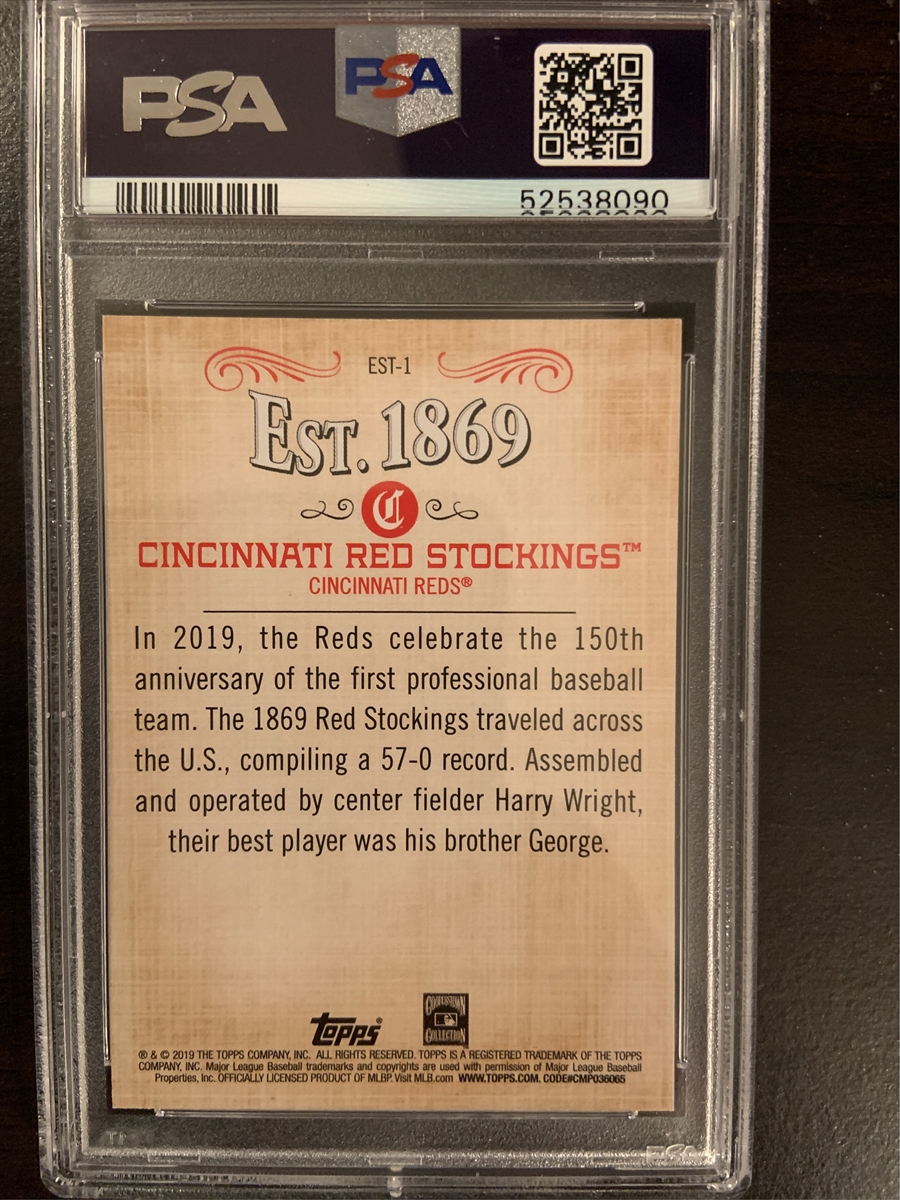 PSA
PSA
52538090
EST-1
EST. 1869
C
CINCINNATI RED STOCKINGS™
CINCINNATI REDS®
In 2019, the Reds celebrate the 150th
anniversary of the first professional baseball
team. The 1869 Red Stockings traveled across
the U.S., compiling a 57-0 record. Assembled
and operated by center fielder Harry Wright,
their best player was his brother George.
topps®
COOPERSTOWN
COLLECTION
® & © 2019 THE TOPPS COMPANY, INC. ALL RIGHTS RESERVED. TOPPS IS A REGISTERED TRADEMARK OF THE TOPPS
COMPANY, INC. Major League Baseball trademarks and copyrights are used with permission of Major League Baseball
Properties, Inc. OFFICIALLY LICENSED PRODUCT OF MLBP. Visit MLB.com WWW.TOPPS.COM. CODE#CMP036065